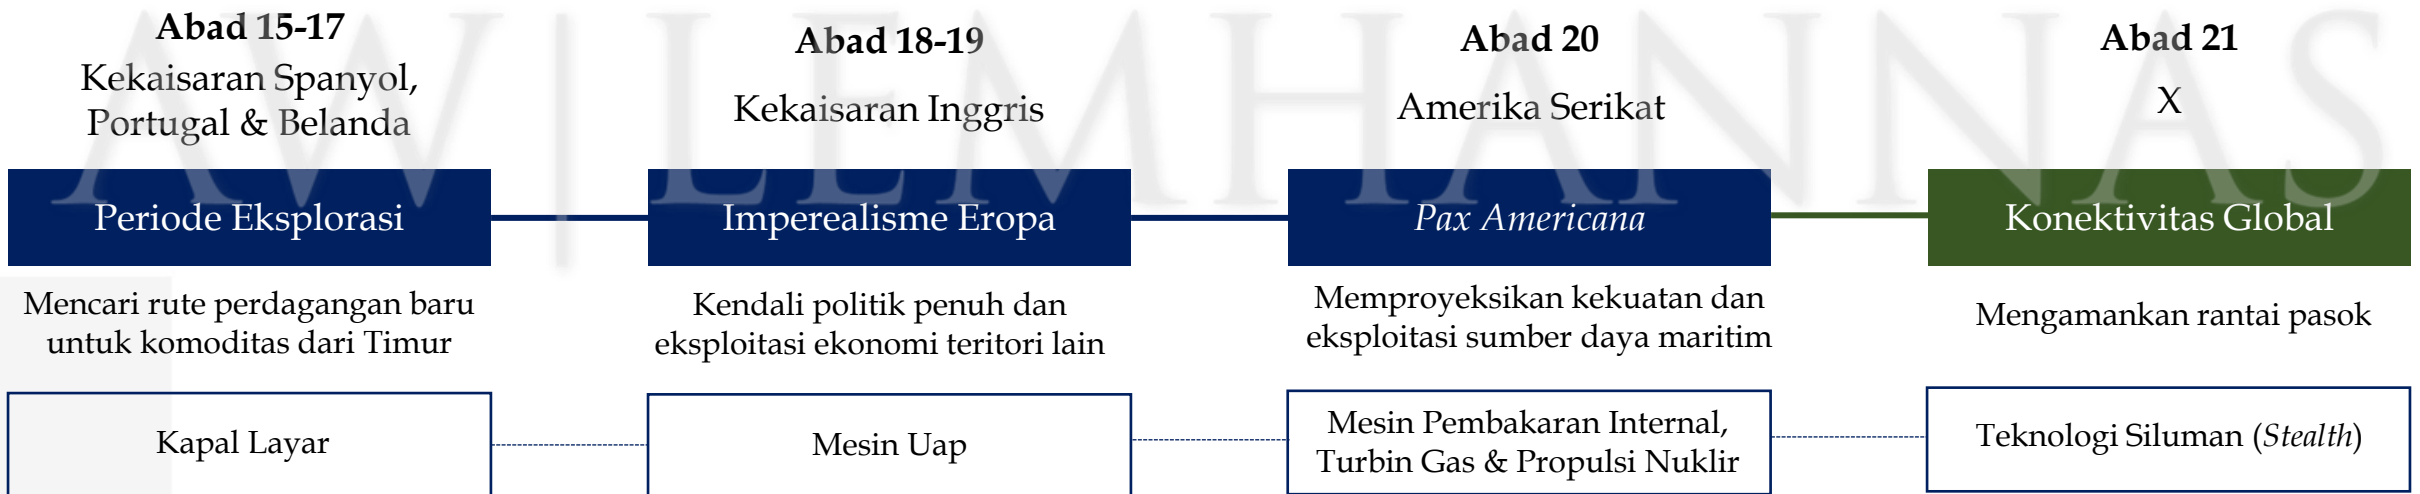 Abad 15-17
Kekaisaran Spanyol,
Portugal & Belanda
Periode Eksplorasi
Mencari rute perdagangan baru
untuk komoditas dari Timur
Kapal Layar
Abad 18-19
Kekaisaran Inggris
Imperealisme Eropa
Kendali politik penuh dan
eksploitasi ekonomi teritori lain
Mesin Uap
Abad 20
Amerika Serikat
Pax Americana
Memproyeksikan kekuatan dan
eksploitasi sumber daya maritim
Mesin Pembakaran Internal,
Turbin Gas & Propulsi Nuklir
Abad 21
X
Konektivitas Global
Mengamankan rantai pasok
Teknologi Siluman (Stealth)
AW | LEMHANNAS